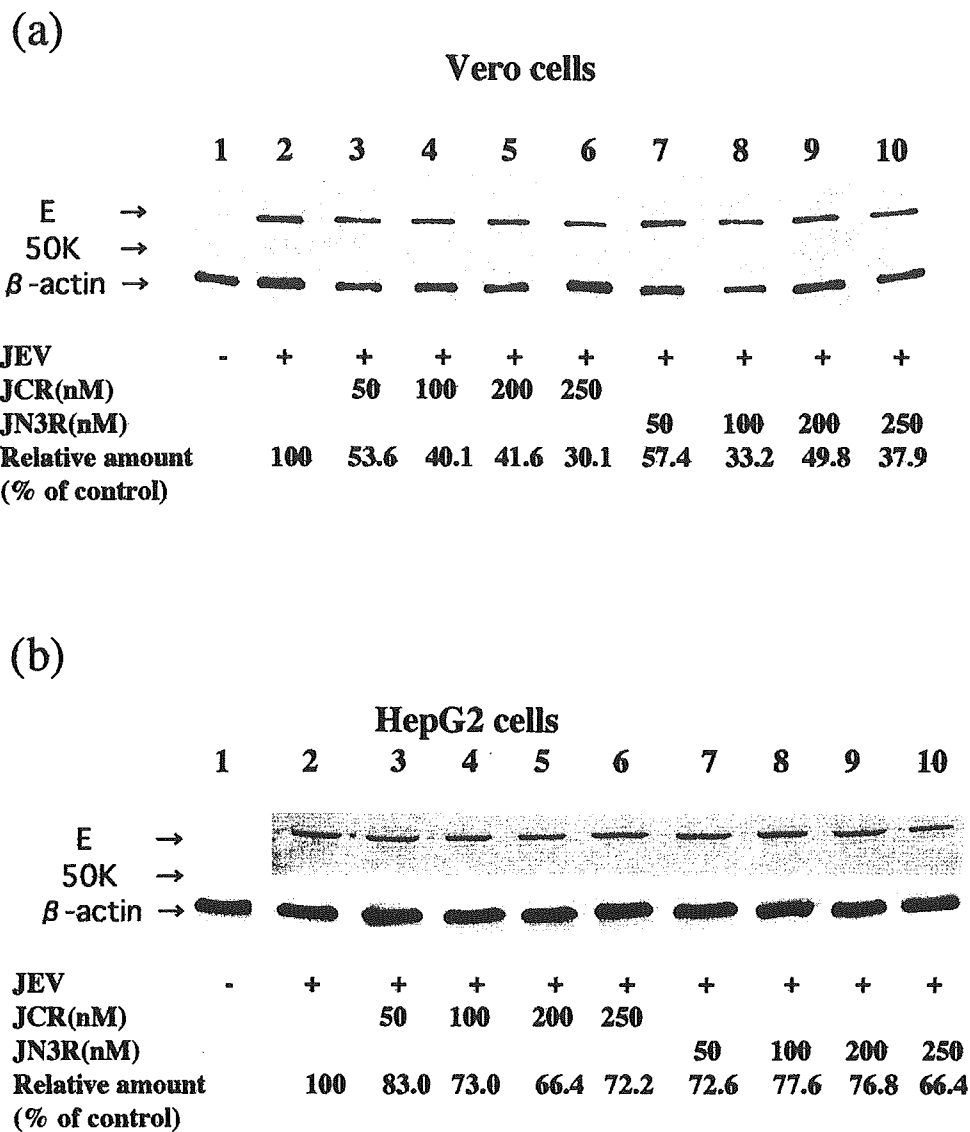 (a)
Vero cells
1 2 3 4 5 6 7 8 9 10
E →
50K →
β-actin →
JEV - + + + + + + + + +
JCR(nM) 50 100 200 250
JN3R(nM) 50 100 200 250
Relative amount 100 53.6 40.1 41.6 30.1 57.4 33.2 49.8 37.9
(% of control)
(b)
HepG2 cells
1 2 3 4 5 6 7 8 9 10
E →
50K →
β-actin →
JEV - + + + + + + + + +
JCR(nM) 50 100 200 250
JN3R(nM) 50 100 200 250
Relative amount 100 83.0 73.0 66.4 72.2 72.6 77.6 76.8 66.4
(% of control)